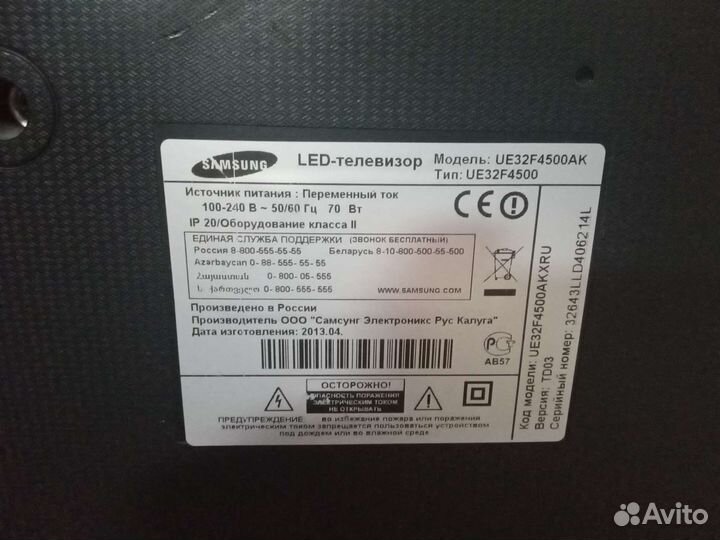 SAMSUNG
LED-телевизор
Модель: UE32F4500AK
Тип: UE32F4500
Источник питания : Переменный ток
100-240 В ~ 50/60 Гц 70 Вт
IP 20/Оборудование класса II
ЕДИНАЯ СЛУЖБА ПОДДЕРЖКИ (ЗВОНОК БЕСПЛАТНЫЙ)
Россия 8-800-555-55-55 Беларусь 8-10-800-500-55-500
Azərbaycan 0-88-555-55-55
Հայաստան 0-800-05-555
ს ქართველო 0-800-555-555
WWW.SAMSUNG.COM
Произведено в России
Производитель ООО "Самсунг Электроникс Рус Калуга"
Дата изготовления: 2013.04.
АВ57
ОСТОРОЖНО!
ОПАСНОСТЬ ПОРАЖЕНИЯ
ЭЛЕКТРИЧЕСКИМ ТОКОМ
НЕ ОТКРЫВАТЬ
ПРЕДУПРЕЖДЕНИЕ: во избежание пожара или поражения
электрическим током запрещается пользоваться устройством
под дождем или во влажной среде
Код модели: UE32F4500AKXRU
Версия: TD03
Серийный номер: 32643LLD406214L
Avito